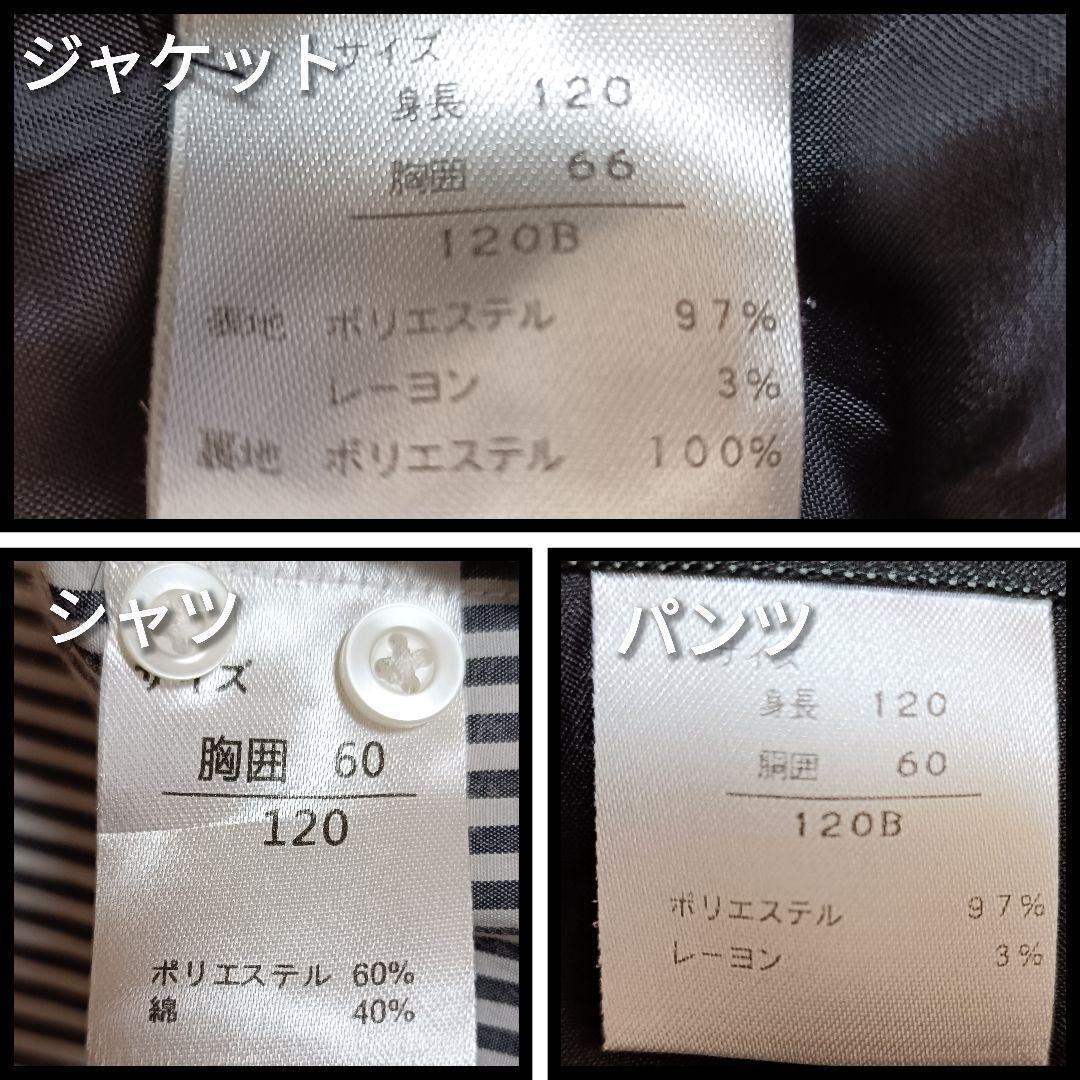 ジャケット
サイズ
身長 120
胸囲 66
120B
表地 ポリエステル 97%
レーヨン 3%
裏地 ポリエステル 100%
シャツ
サイズ
胸囲 60
120
ポリエステル 60%
綿 40%
パンツ
サイズ
身長 120
胴囲 60
120B
ポリエステル 97%
レーヨン 3%